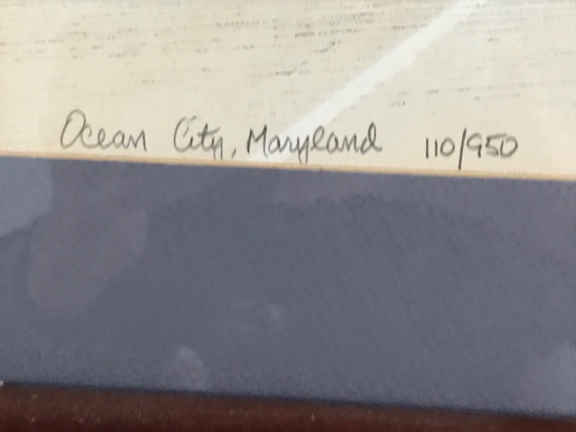 Ocean City, Maryland 110/950